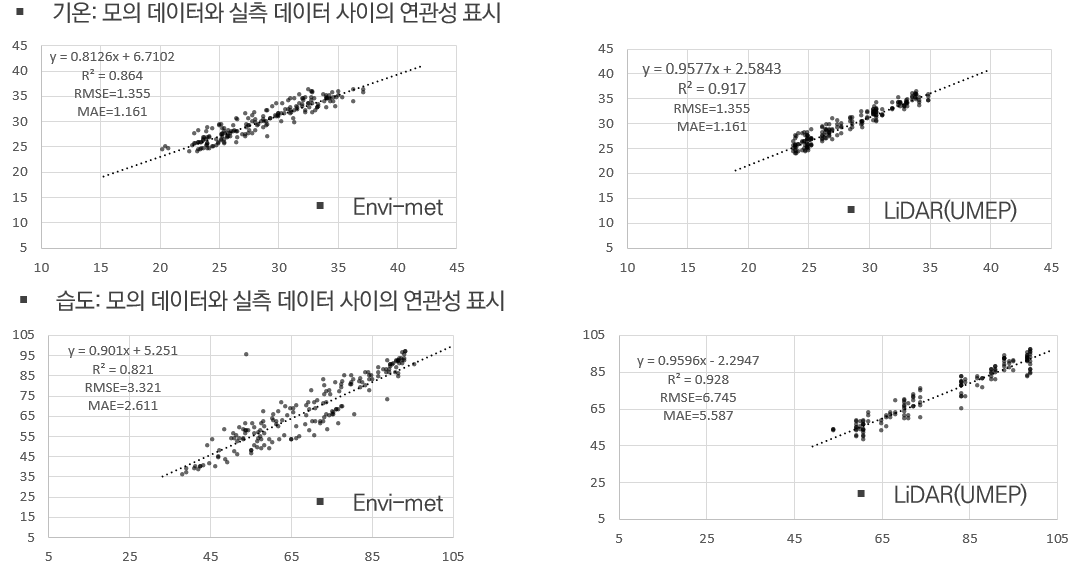 ▪ 기온: 모의 데이터와 실측 데이터 사이의 연관성 표시
45
40
35
30
25
20
15
10
5
y = 0.8126x + 6.7102
R² = 0.864
RMSE=1.355
MAE=1.161
▪ Envi-met
10 15 20 25 30 35 40 45
45
40
35
30
25
20
15
10
5
y = 0.9577x + 2.5843
R² = 0.917
RMSE=1.355
MAE=1.161
▪ LiDAR(UMEP)
10 15 20 25 30 35 40 45
▪ 습도: 모의 데이터와 실측 데이터 사이의 연관성 표시
105
95
85
75
65
55
45
35
25
15
5
y = 0.901x + 5.251
R² = 0.821
RMSE=3.321
MAE=2.611
▪ Envi-met
5 25 45 65 85 105
105
85
65
45
25
5
y = 0.9596x - 2.2947
R² = 0.928
RMSE=6.745
MAE=5.587
▪ LiDAR(UMEP)
5 25 45 65 85 105